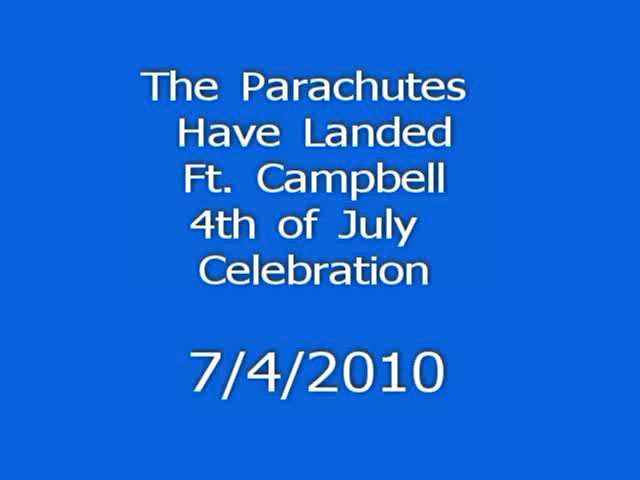 The Parachutes
Have Landed
Ft. Campbell
4th of July
Celebration
7/4/2010